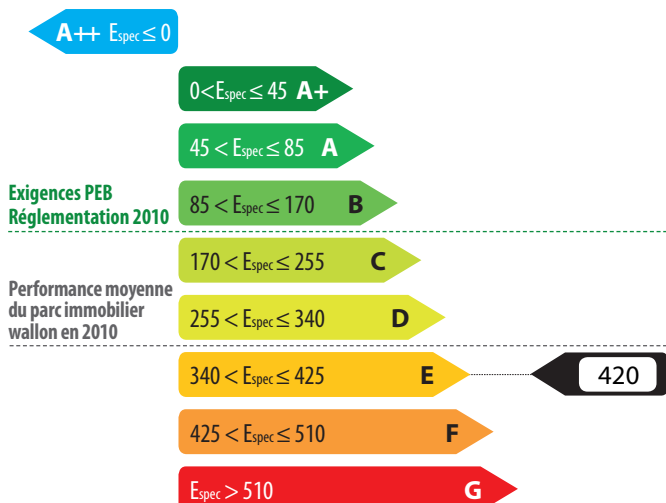 A++ Espec ≤ 0
0<Espec ≤ 45 A+
45 < Espec ≤ 85 A
Exigences PEB
Réglementation 2010
85 < Espec ≤ 170 B
170 < Espec ≤ 255 C
Performance moyenne
du parc immobilier
wallon en 2010
255 < Espec ≤ 340 D
340 < Espec ≤ 425 E
420
425 < Espec ≤ 510 F
Espec > 510 G